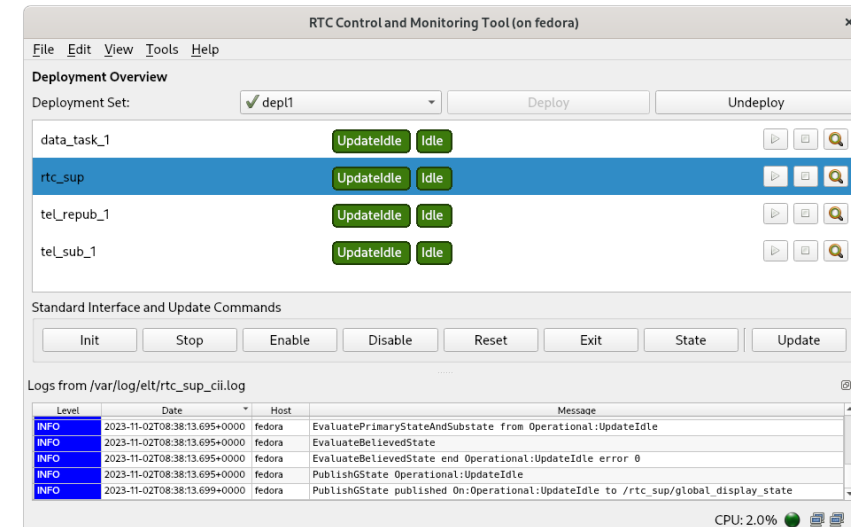 RTC Control and Monitoring Tool (on fedora)
File Edit View Tools Help
Deployment Overview
Deployment Set: depl1 Deploy Undeploy
data_task_1 UpdateIdle Idle
rtc_sup UpdateIdle Idle
tel_repub_1 UpdateIdle Idle
tel_sub_1 UpdateIdle Idle
Standard Interface and Update Commands
Init Stop Enable Disable Reset Exit State Update
Logs from /var/log/elt/rtc_sup_cii.log
Level Date Host Message
INFO 2023-11-02T08:38:13.695+0000 fedora EvaluatePrimaryStateAndSubstate from Operational:UpdateIdle
INFO 2023-11-02T08:38:13.695+0000 fedora EvaluateBelievedState
INFO 2023-11-02T08:38:13.695+0000 fedora EvaluateBelievedState end Operational:UpdateIdle error 0
INFO 2023-11-02T08:38:13.695+0000 fedora PublishGState Operational:UpdateIdle
INFO 2023-11-02T08:38:13.699+0000 fedora PublishGState published On:Operational:UpdateIdle to /rtc_sup/global_display_state
CPU: 2.0%